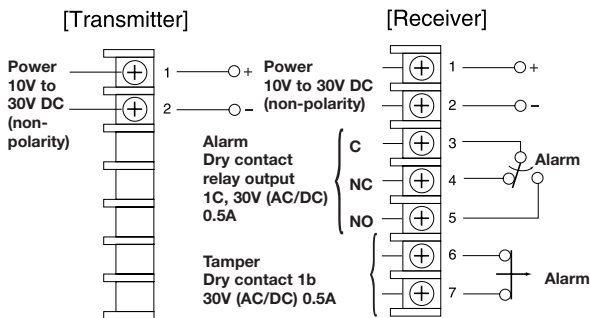 [Transmitter]
Power
10V to
30V DC
(non-
polarity)
1
+
2
−
[Receiver]
Power
10V to 30V DC
(non-polarity)
1
+
2
−
Alarm
Dry contact
relay output
1C, 30V (AC/DC)
0.5A
C
3
NC
4
NO
5
Alarm
Tamper
Dry contact 1b
30V (AC/DC) 0.5A
6
7
Alarm